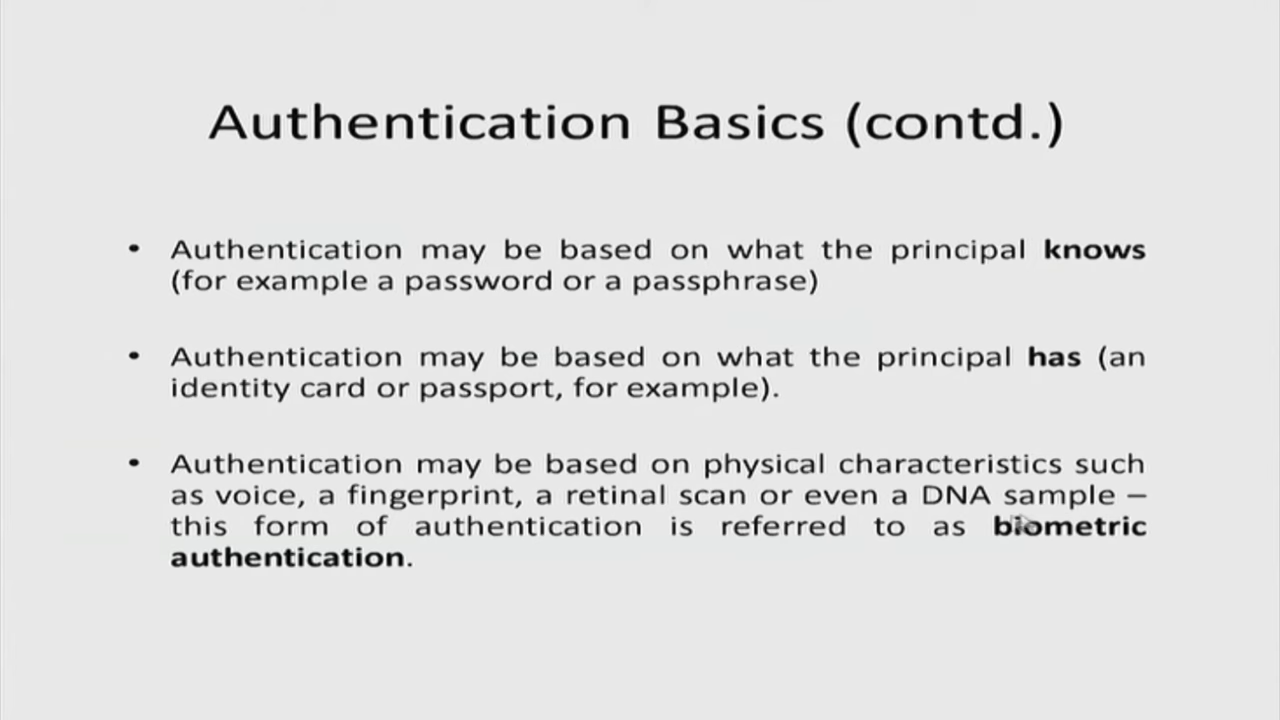 Authentication Basics (contd.)
• Authentication may be based on what the principal knows
(for example a password or a passphrase)
• Authentication may be based on what the principal has (an
identity card or passport, for example).
• Authentication may be based on physical characteristics such
as voice, a fingerprint, a retinal scan or even a DNA sample –
this form of authentication is referred to as biometric
authentication.